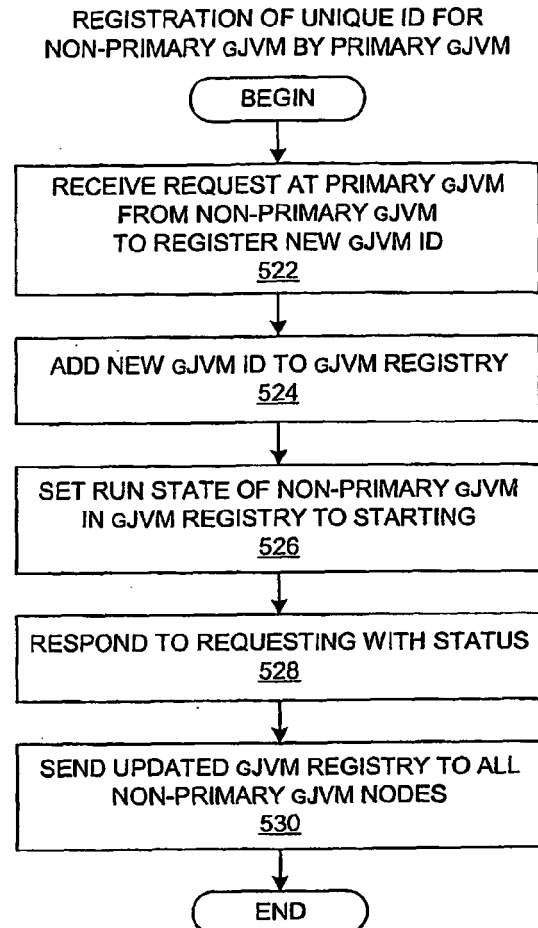 REGISTRATION OF UNIQUE ID FOR
NON-PRIMARY GJVM BY PRIMARY GJVM
BEGIN
RECEIVE REQUEST AT PRIMARY GJVM
FROM NON-PRIMARY GJVM
TO REGISTER NEW GJVM ID
522
ADD NEW GJVM ID TO GJVM REGISTRY
524
SET RUN STATE OF NON-PRIMARY GJVM
IN GJVM REGISTRY TO STARTING
526
RESPOND TO REQUESTING WITH STATUS
528
SEND UPDATED GJVM REGISTRY TO ALL
NON-PRIMARY GJVM NODES
530
END